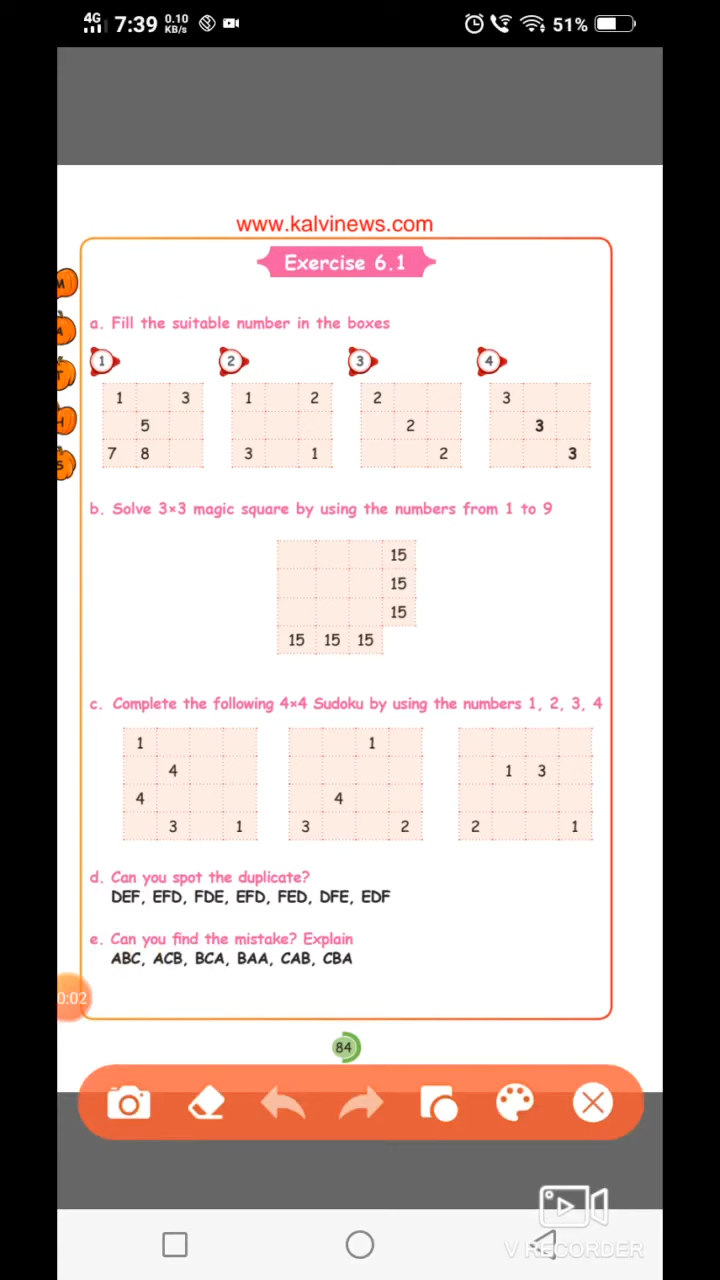 4G 7:39 0.10 KB/s 51%
www.kalvinews.com
Exercise 6.1
M
A
T
H
S
a. Fill the suitable number in the boxes
1 2 3 4
1 3 1 2 2 3
5 2 3
7 8 3 1 2 3
b. Solve 3×3 magic square by using the numbers from 1 to 9
15
15
15
15 15 15
c. Complete the following 4×4 Sudoku by using the numbers 1, 2, 3, 4
1 1
4 1 3
4 4
3 1 3 2 2 1
d. Can you spot the duplicate?
DEF, EFD, FDE, EFD, FED, DFE, EDF
e. Can you find the mistake? Explain
ABC, ACB, BCA, BAA, CAB, CBA
0:02
84
V RECORDER